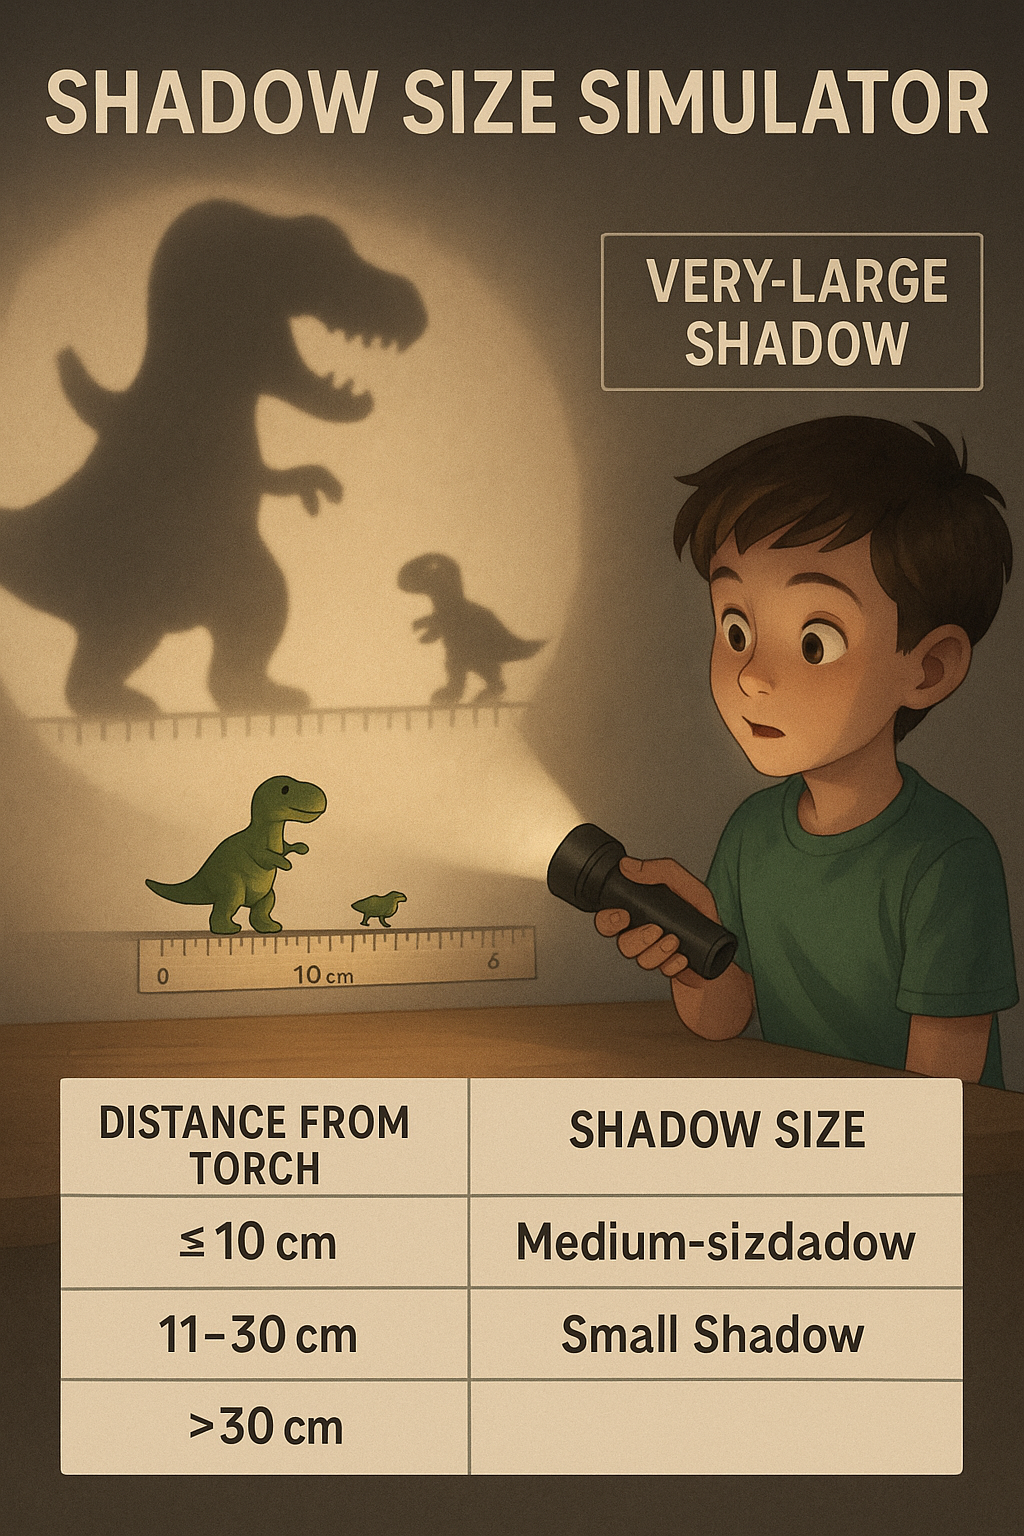 SHADOW SIZE SIMULATOR
VERY-LARGE
SHADOW
0 10 cm 6
DISTANCE FROM
TORCH
SHADOW SIZE
≤ 10 cm
Medium-sizdadow
11–30 cm
Small Shadow
>30 cm